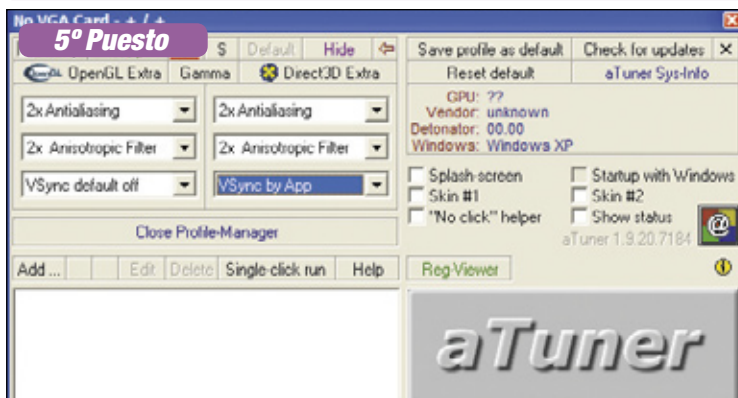 No VGA Card - + / +
5º Puesto
S Default Hide
Save profile as default Check for updates
OpenGL Extra Gamma Direct3D Extra
Reset default aTuner Sys-Info
GPU: ??
Vendor: unknown
Detonator: 00.00
Windows: Windows XP
2x Antialiasing 2x Antialiasing
2x Anisotropic Filter 2x Anisotropic Filter
VSync default off VSync by App
Splash-screen Startup with Windows
Skin #1 Skin #2
"No click" helper Show status
aTuner 1.9.20.7184
Close Profile-Manager
Add ... Edit Delete Single-click run Help
Reg-Viewer
aTuner